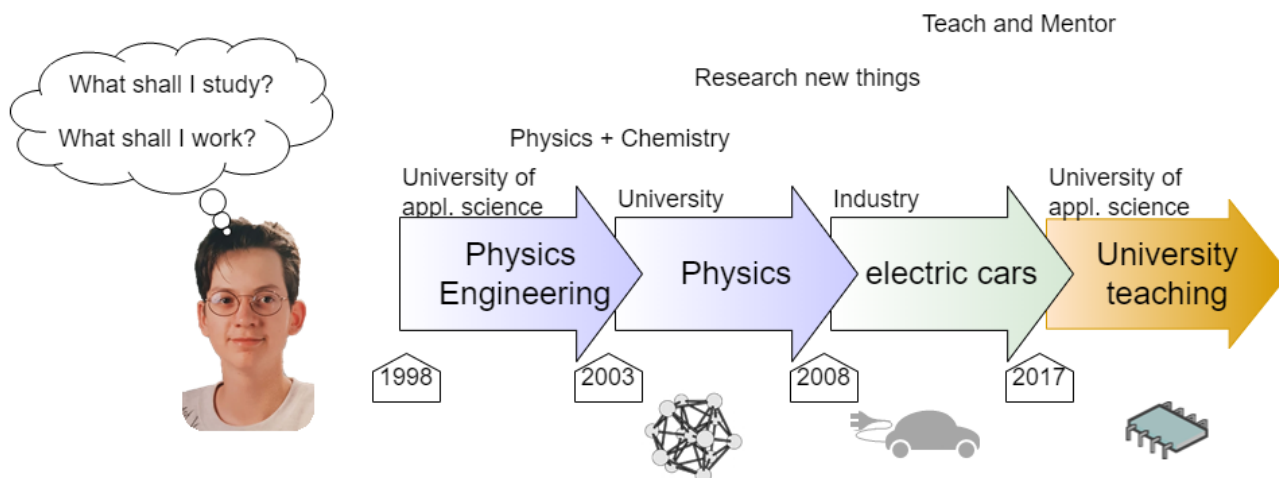 Teach and Mentor
Research new things
Physics + Chemistry
What shall I study?
What shall I work?
University of
appl. science
University
Industry
University of
appl. science
Physics
Engineering
Physics
electric cars
University
teaching
1998
2003
2008
2017